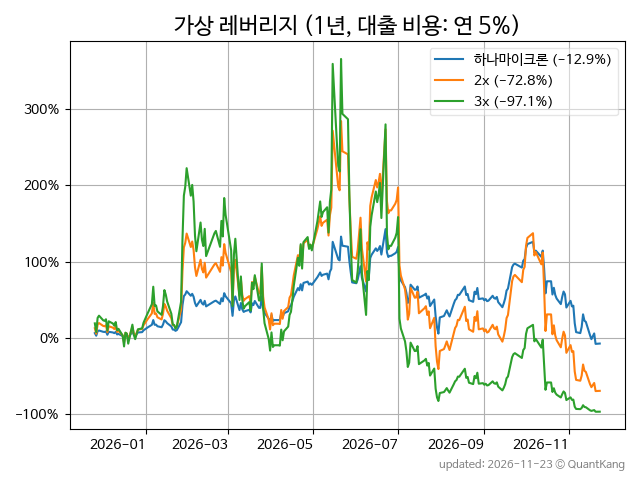 가상 레버리지 (1년, 대출 비용: 연 5%)
하나마이크론 (-12.9%)
2x (-72.8%)
3x (-97.1%)
300%
200%
100%
0%
-100%
2026-01
2026-03
2026-05
2026-07
2026-09
2026-11
updated: 2026-11-23 © QuantKang